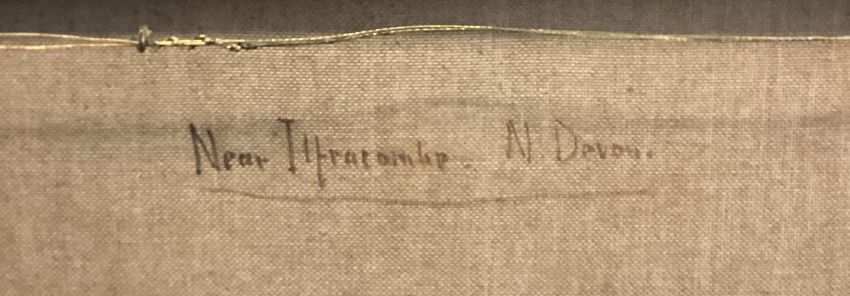 Near Ilfracombe. N. Devon.